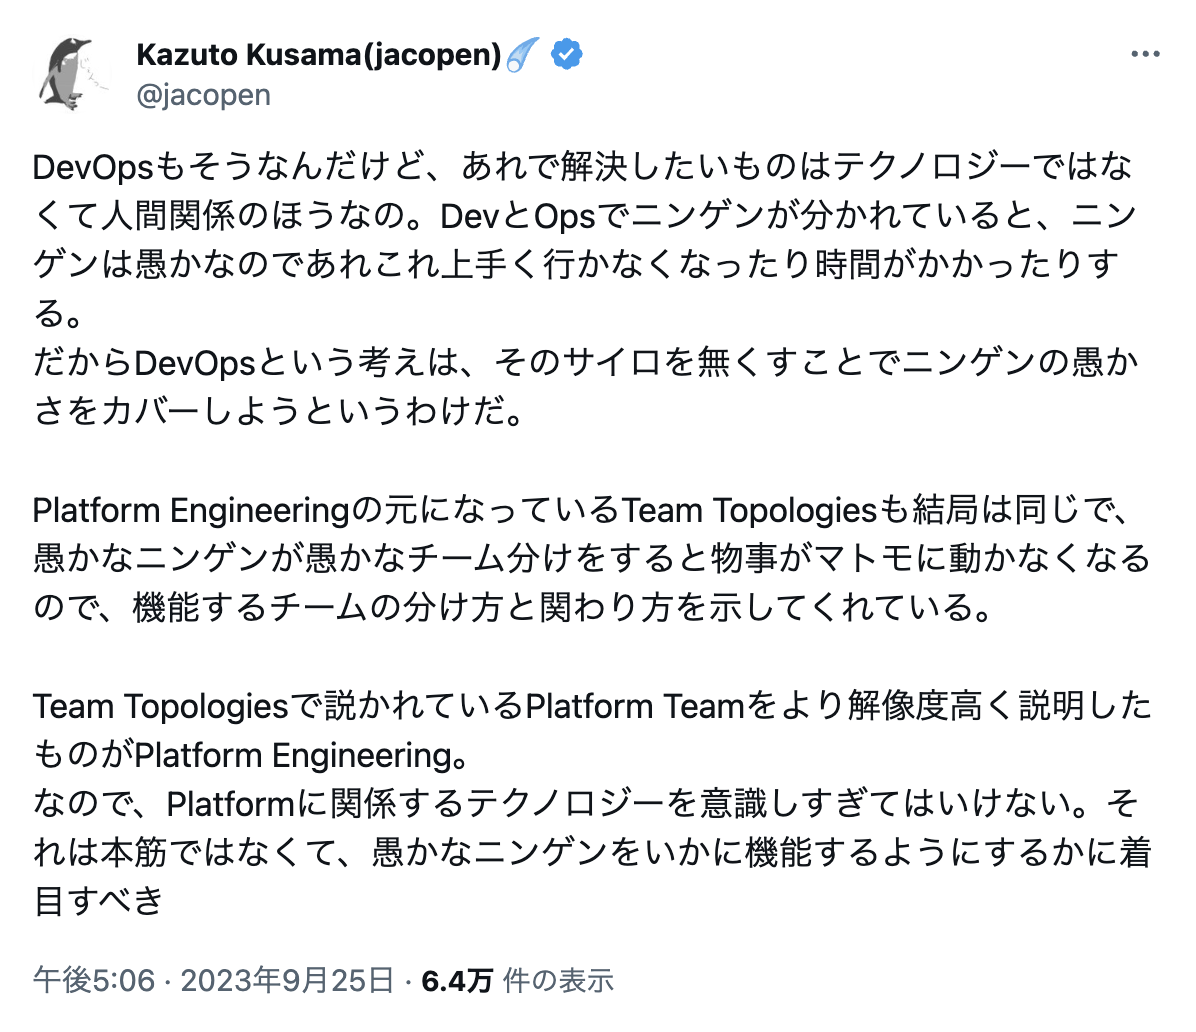 Kazuto Kusama(jacopen)☄️
@jacopen
DevOpsもそうなんだけど、あれで解決したいものはテクノロジーではな
くて人間関係のほうなの。DevとOpsでニンゲンが分かれていると、ニン
ゲンは愚かなのであれこれ上手く行かなくなったり時間がかかったりす
る。
だからDevOpsという考えは、そのサイロを無くすことでニンゲンの愚か
さをカバーしようというわけだ。
Platform Engineeringの元になっているTeam Topologiesも結局は同じで、
愚かなニンゲンが愚かなチーム分けをすると物事がマトモに動かなくなる
ので、機能するチームの分け方と関わり方を示してくれている。
Team Topologiesで説かれているPlatform Teamをより解像度高く説明した
ものがPlatform Engineering。
なので、Platformに関係するテクノロジーを意識しすぎてはいけない。そ
れは本筋ではなくて、愚かなニンゲンをいかに機能するようにするかに着
目すべき
午後5:06 · 2023年9月25日 · 6.4万 件の表示